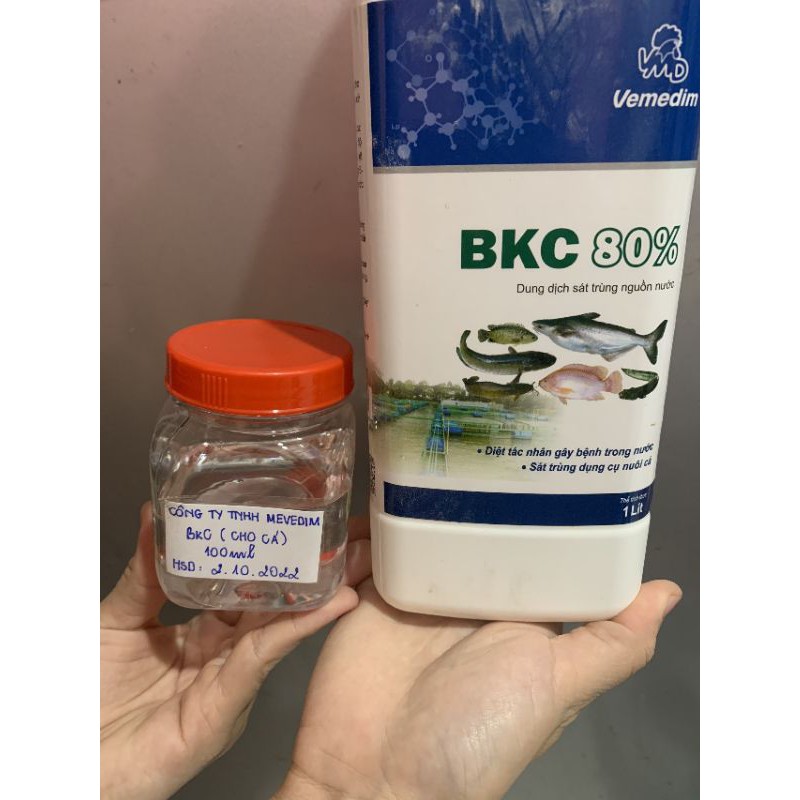 VMD
Vemedim
BKC 80%
Dung dịch sát trùng nguồn nước
• Diệt tác nhân gây bệnh trong nước
• Sát trùng dụng cụ nuôi cá
1 Lít
CÔNG TY TNHH MEVEDIM
BKC (CHO CÁ)
100ml
HSD: 2.10.2022